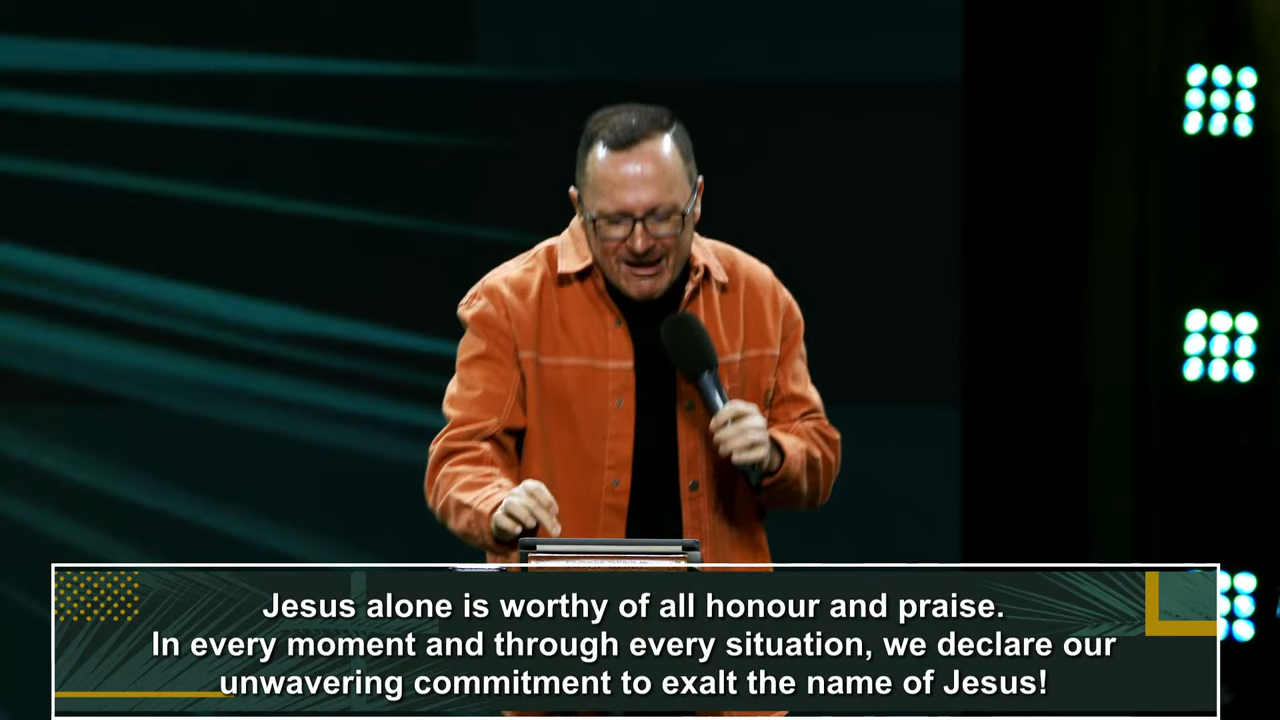 Jesus alone is worthy of all honour and praise.
In every moment and through every situation, we declare our
unwavering commitment to exalt the name of Jesus!